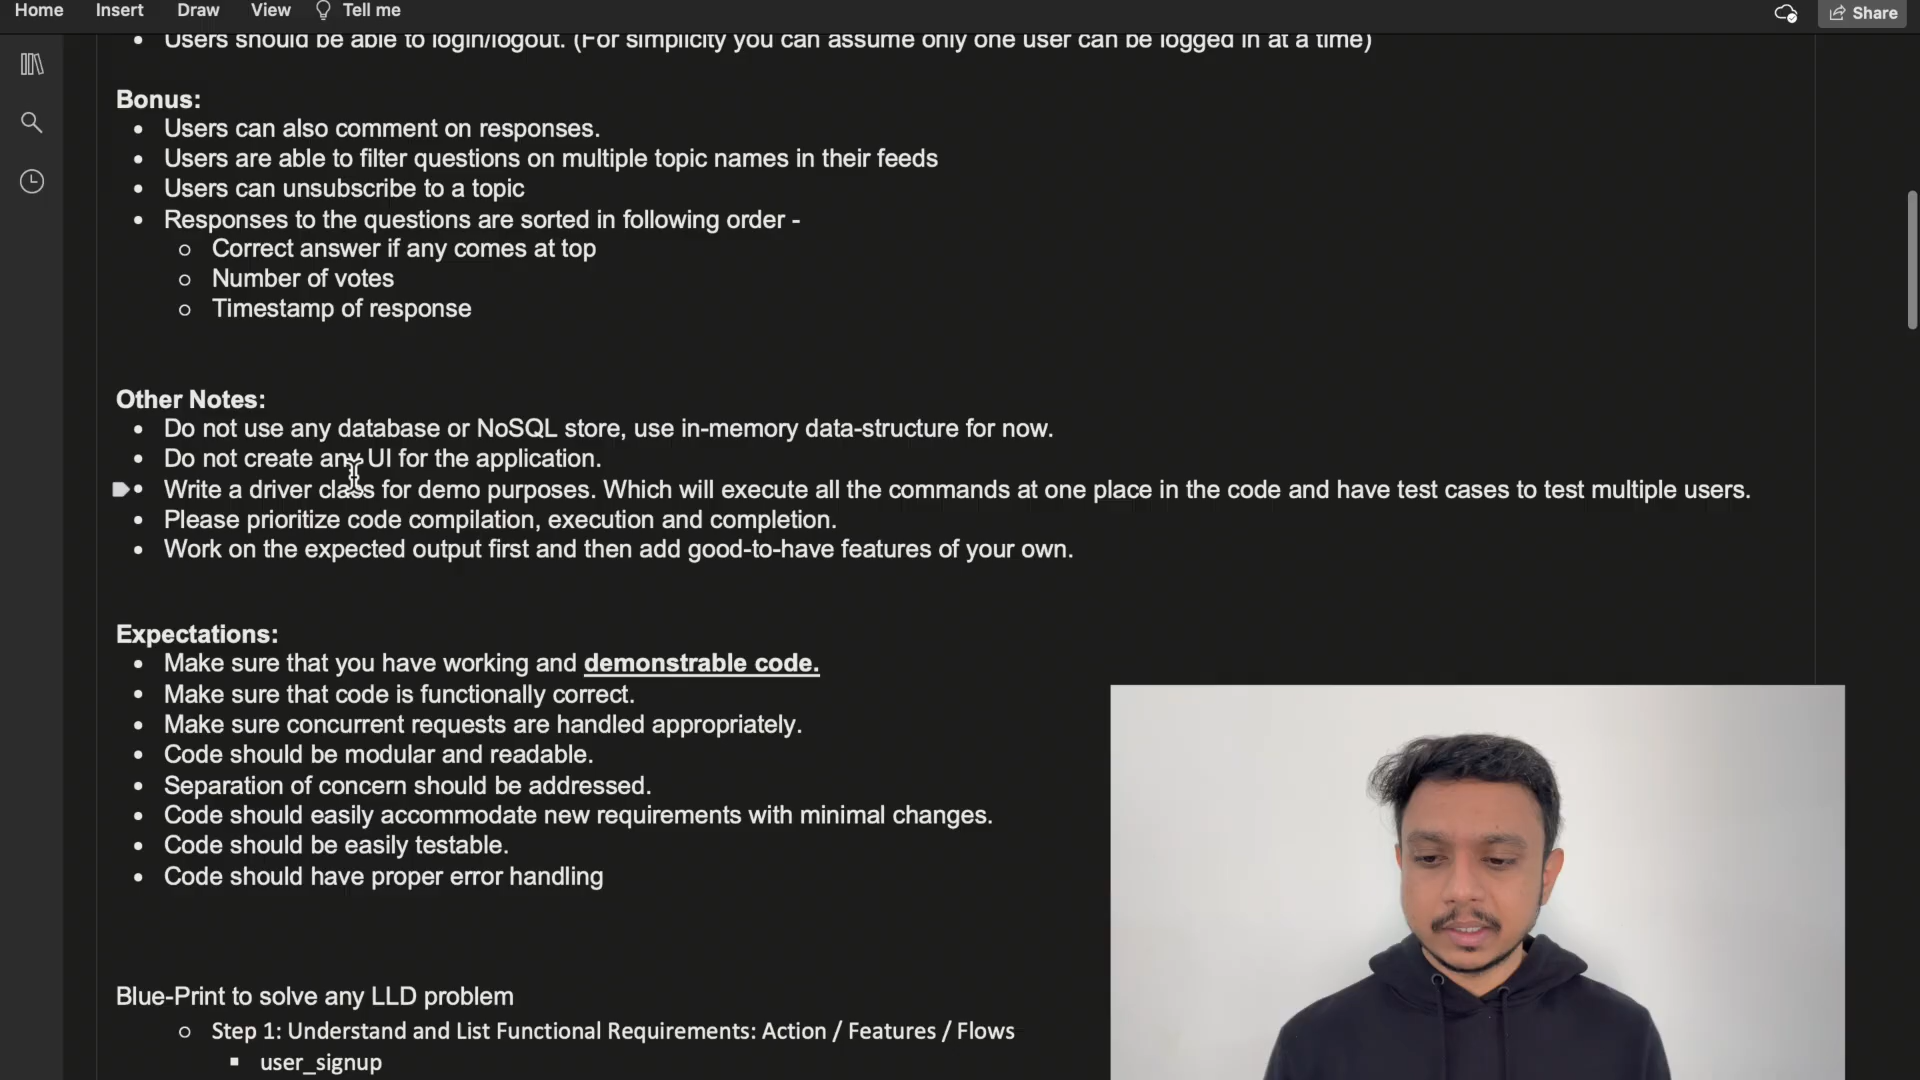 Home Insert Draw View Tell me Share
Users should be able to login/logout. (For simplicity you can assume only one user can be logged in at a time)
Bonus:
Users can also comment on responses.
Users are able to filter questions on multiple topic names in their feeds
Users can unsubscribe to a topic
Responses to the questions are sorted in following order -
Correct answer if any comes at top
Number of votes
Timestamp of response
Other Notes:
Do not use any database or NoSQL store, use in-memory data-structure for now.
Do not create any UI for the application.
Write a driver class for demo purposes. Which will execute all the commands at one place in the code and have test cases to test multiple users.
Please prioritize code compilation, execution and completion.
Work on the expected output first and then add good-to-have features of your own.
Expectations:
Make sure that you have working and demonstrable code.
Make sure that code is functionally correct.
Make sure concurrent requests are handled appropriately.
Code should be modular and readable.
Separation of concern should be addressed.
Code should easily accommodate new requirements with minimal changes.
Code should be easily testable.
Code should have proper error handling
Blue-Print to solve any LLD problem
Step 1: Understand and List Functional Requirements: Action / Features / Flows
user_signup